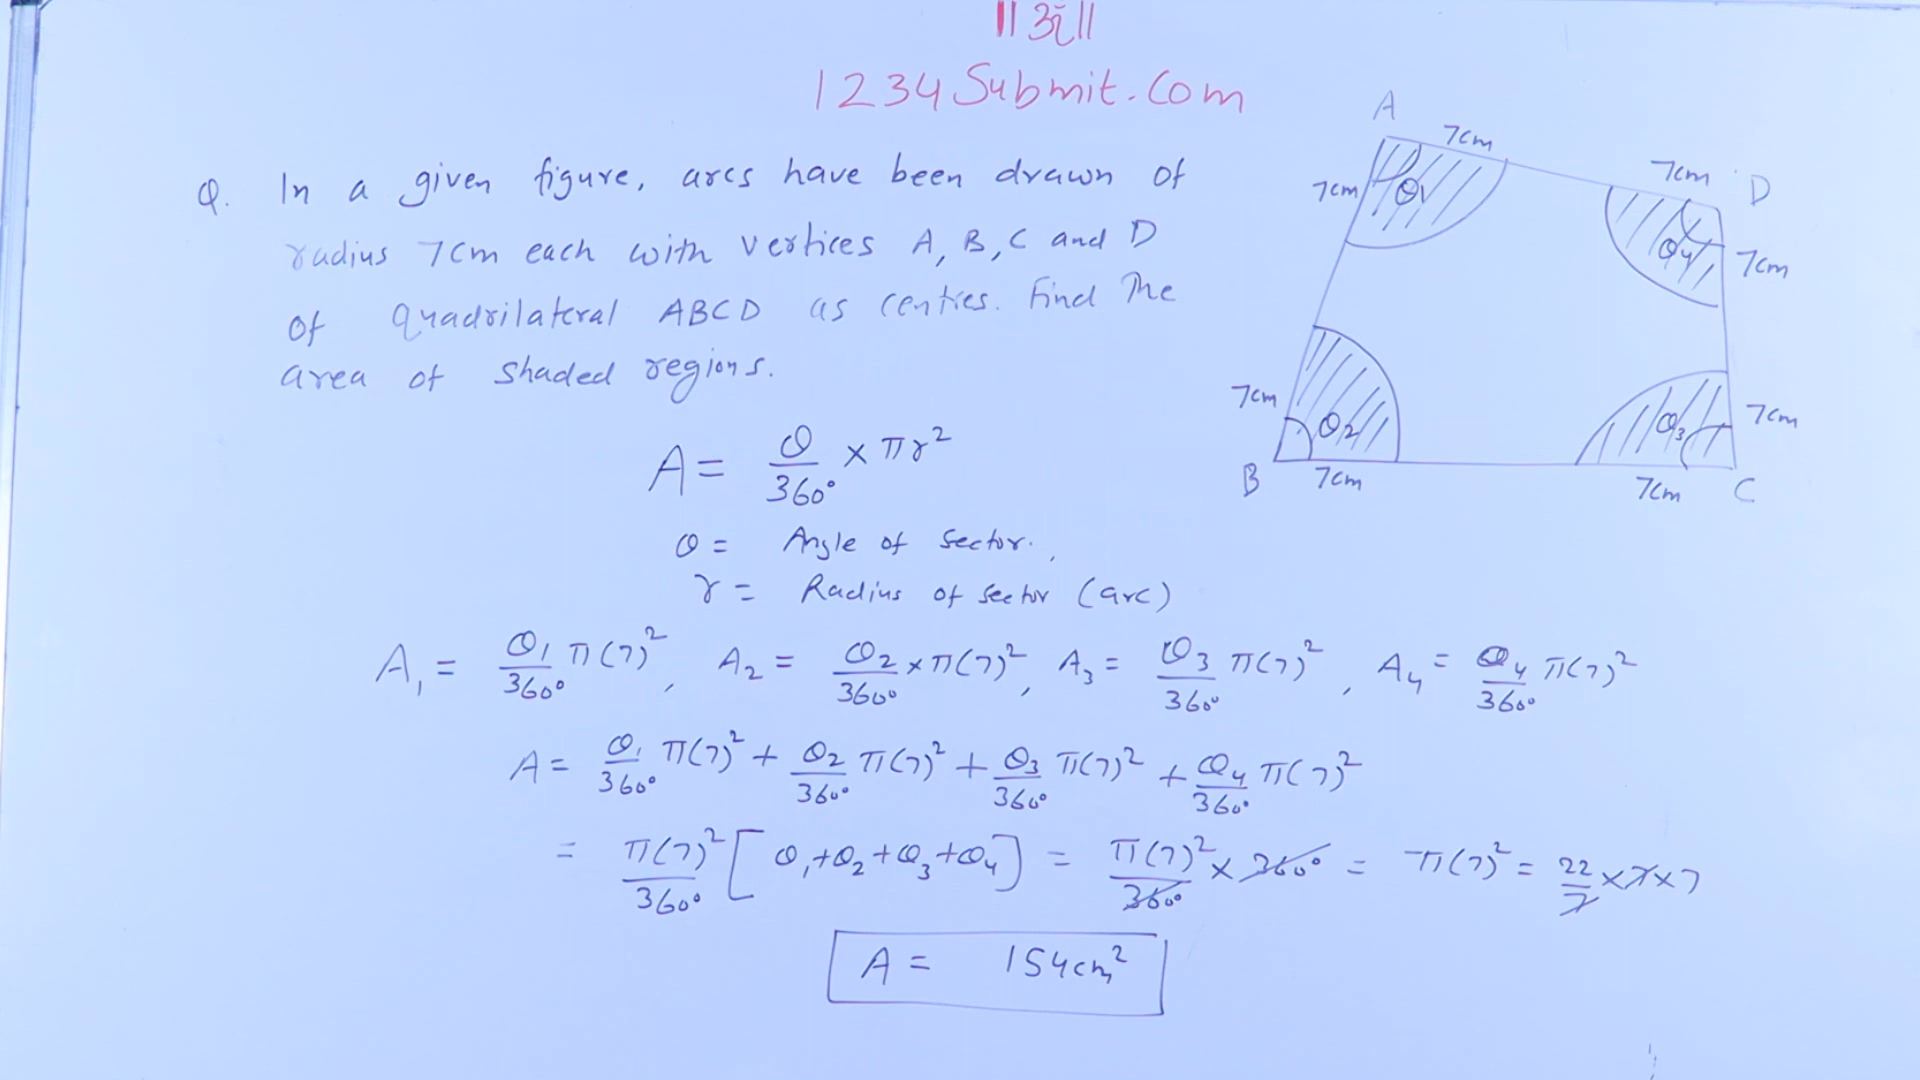 ॥ ॐ ॥
1234Submit.Com
Q. In a given figure, arcs have been drawn of
radius 7cm each with vertices A, B, C and D
of quadrilateral ABCD as centres. Find The
area of shaded regions.
A
7cm
7cm
θ1
7cm
D
θ4
7cm
7cm
θ2
B
7cm
7cm
θ3
7cm
C
A = θ/360° × πr²
θ = Angle of Sector.
r = Radius of Sector (arc)
A₁ = θ₁/360° π(7)², A₂ = θ₂/360° × π(7)², A₃ = θ₃/360° π(7)², A₄ = θ₄/360° π(7)²
A = θ₁/360° π(7)² + θ₂/360° π(7)² + θ₃/360° π(7)² + θ₄/360° π(7)²
= π(7)²/360° [θ₁+θ₂+θ₃+θ₄] = π(7)²/360° × 360° = π(7)² = 22/7 × 7 × 7
A = 154cm²